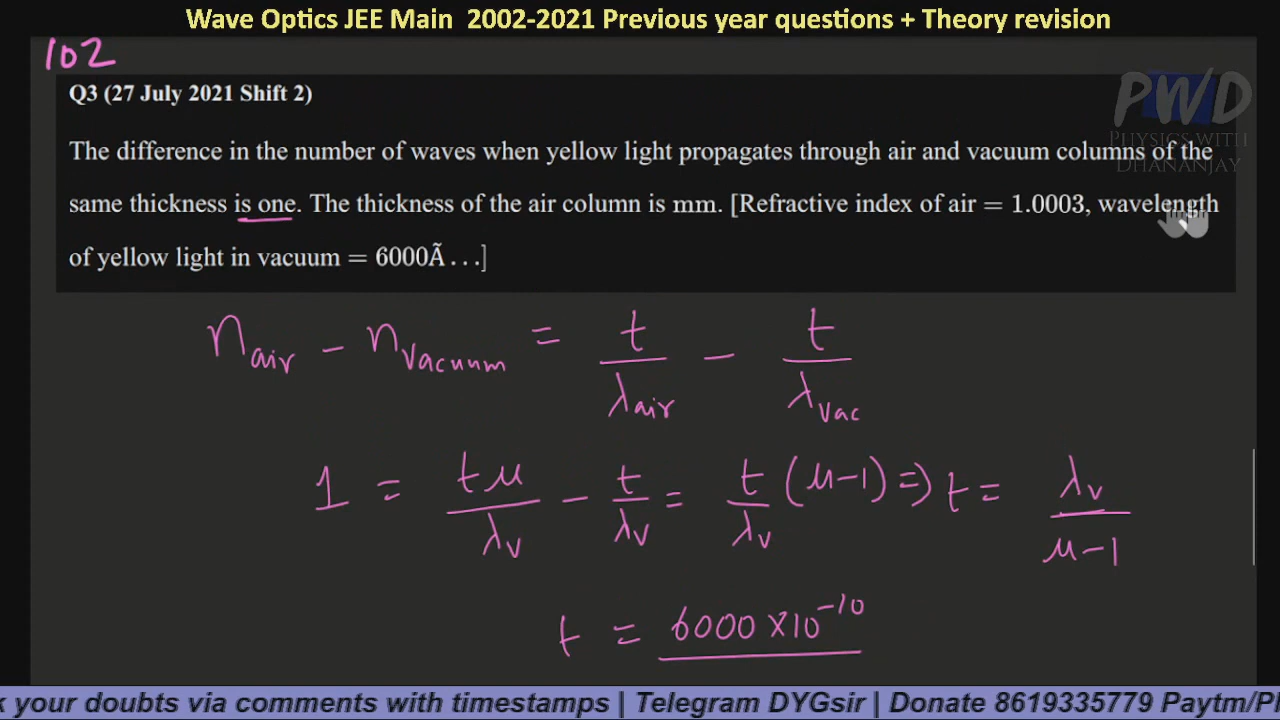 Wave Optics JEE Main 2002-2021 Previous year questions + Theory revision
102
PWD
PHYSICS WITH
DHANANJAY
Q3 (27 July 2021 Shift 2)
The difference in the number of waves when yellow light propagates through air and vacuum columns of the
same thickness is one. The thickness of the air column is mm. [Refractive index of air = 1.0003, wavelength
of yellow light in vacuum = 6000Ã . . .]
n_air − n_vacuum = t/λ_air − t/λ_vac
1 = tμ/λ_v − t/λ_v = t/λ_v (μ−1) ⇒ t = λ_v/(μ−1)
t = 6000 × 10^−10
k your doubts via comments with timestamps | Telegram DYGsir | Donate 8619335779 Paytm/Ph